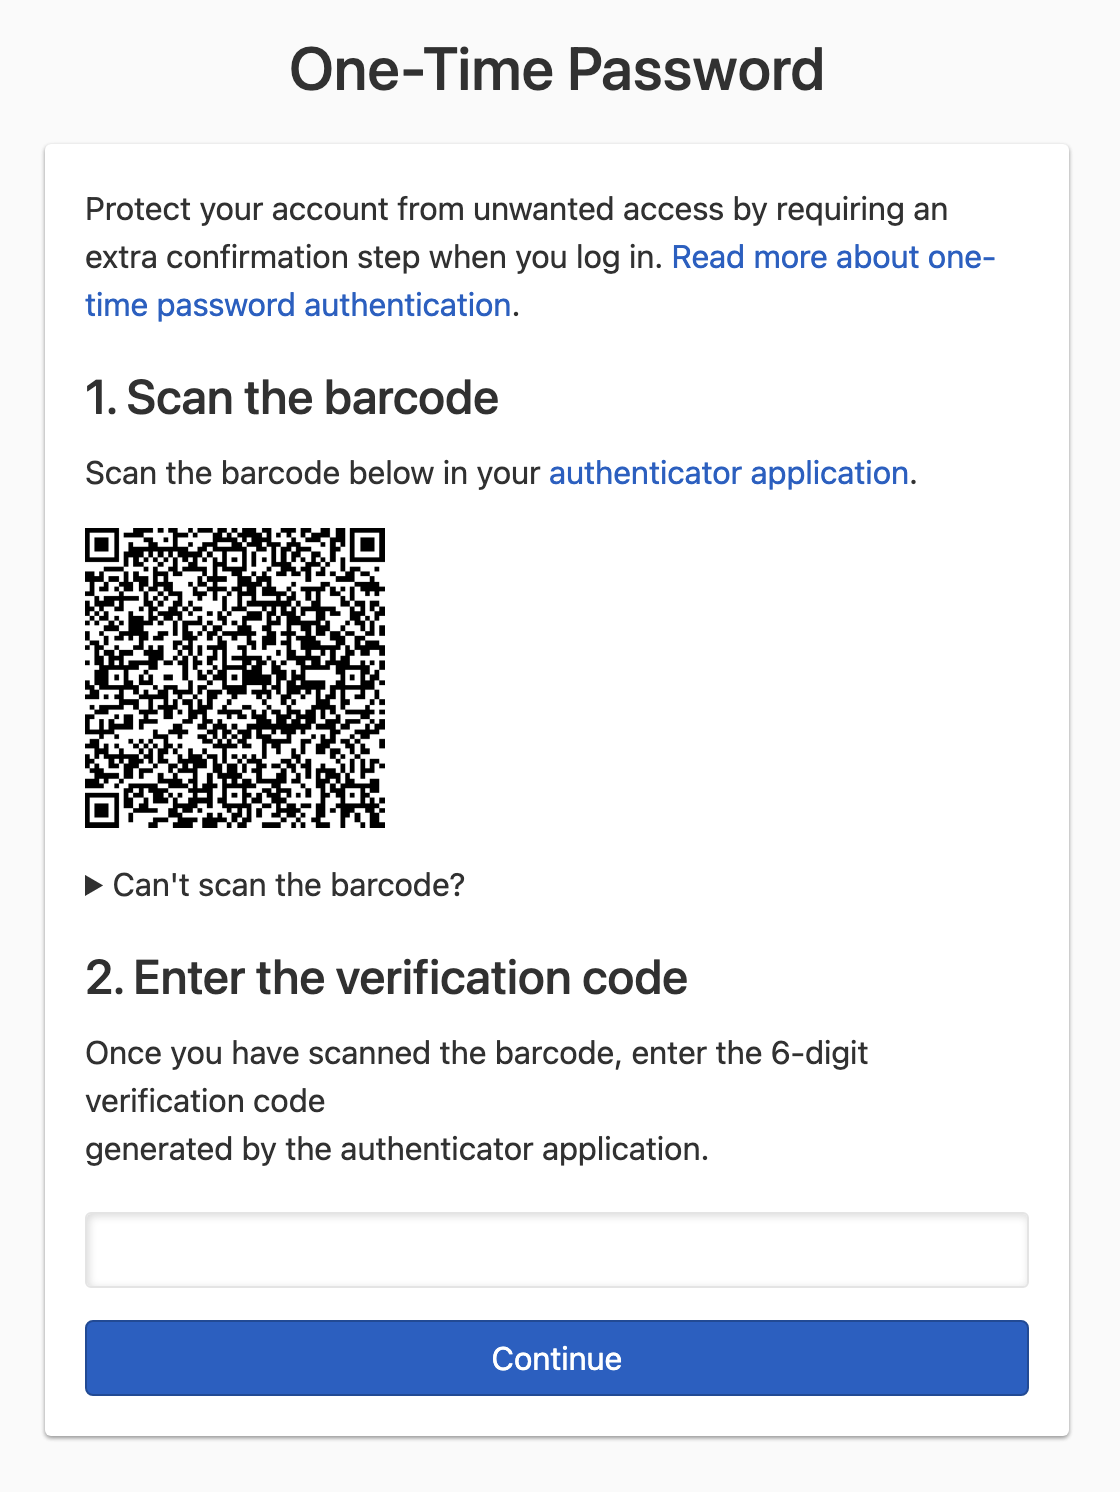 One-Time Password
Protect your account from unwanted access by requiring an
extra confirmation step when you log in. Read more about one-
time password authentication.
1. Scan the barcode
Scan the barcode below in your authenticator application.
Can't scan the barcode?
2. Enter the verification code
Once you have scanned the barcode, enter the 6-digit
verification code
generated by the authenticator application.
Continue